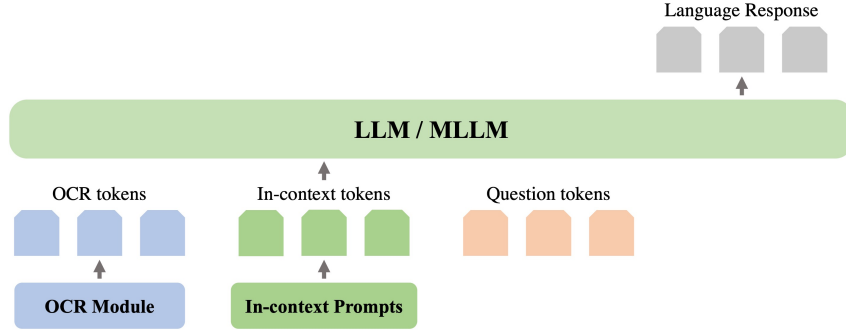 Language Response
LLM / MLLM
OCR tokens
In-context tokens
Question tokens
OCR Module
In-context Prompts